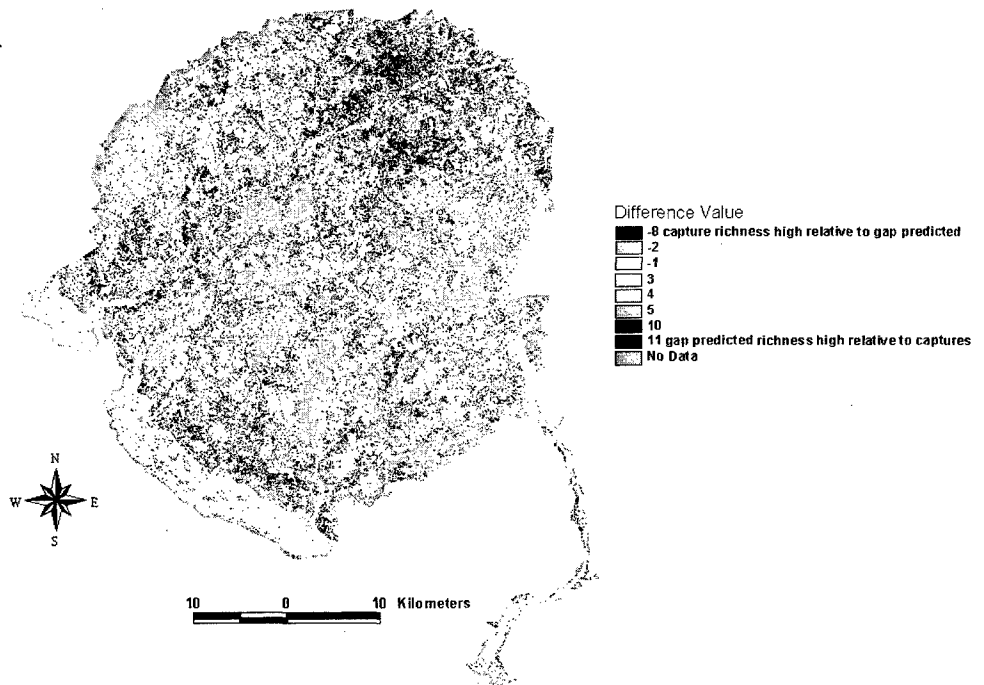 Difference Value
-8 capture richness high relative to gap predicted
-2
-1
3
4
5
10
11 gap predicted richness high relative to captures
No Data
N
W E
S
10 0 10 Kilometers